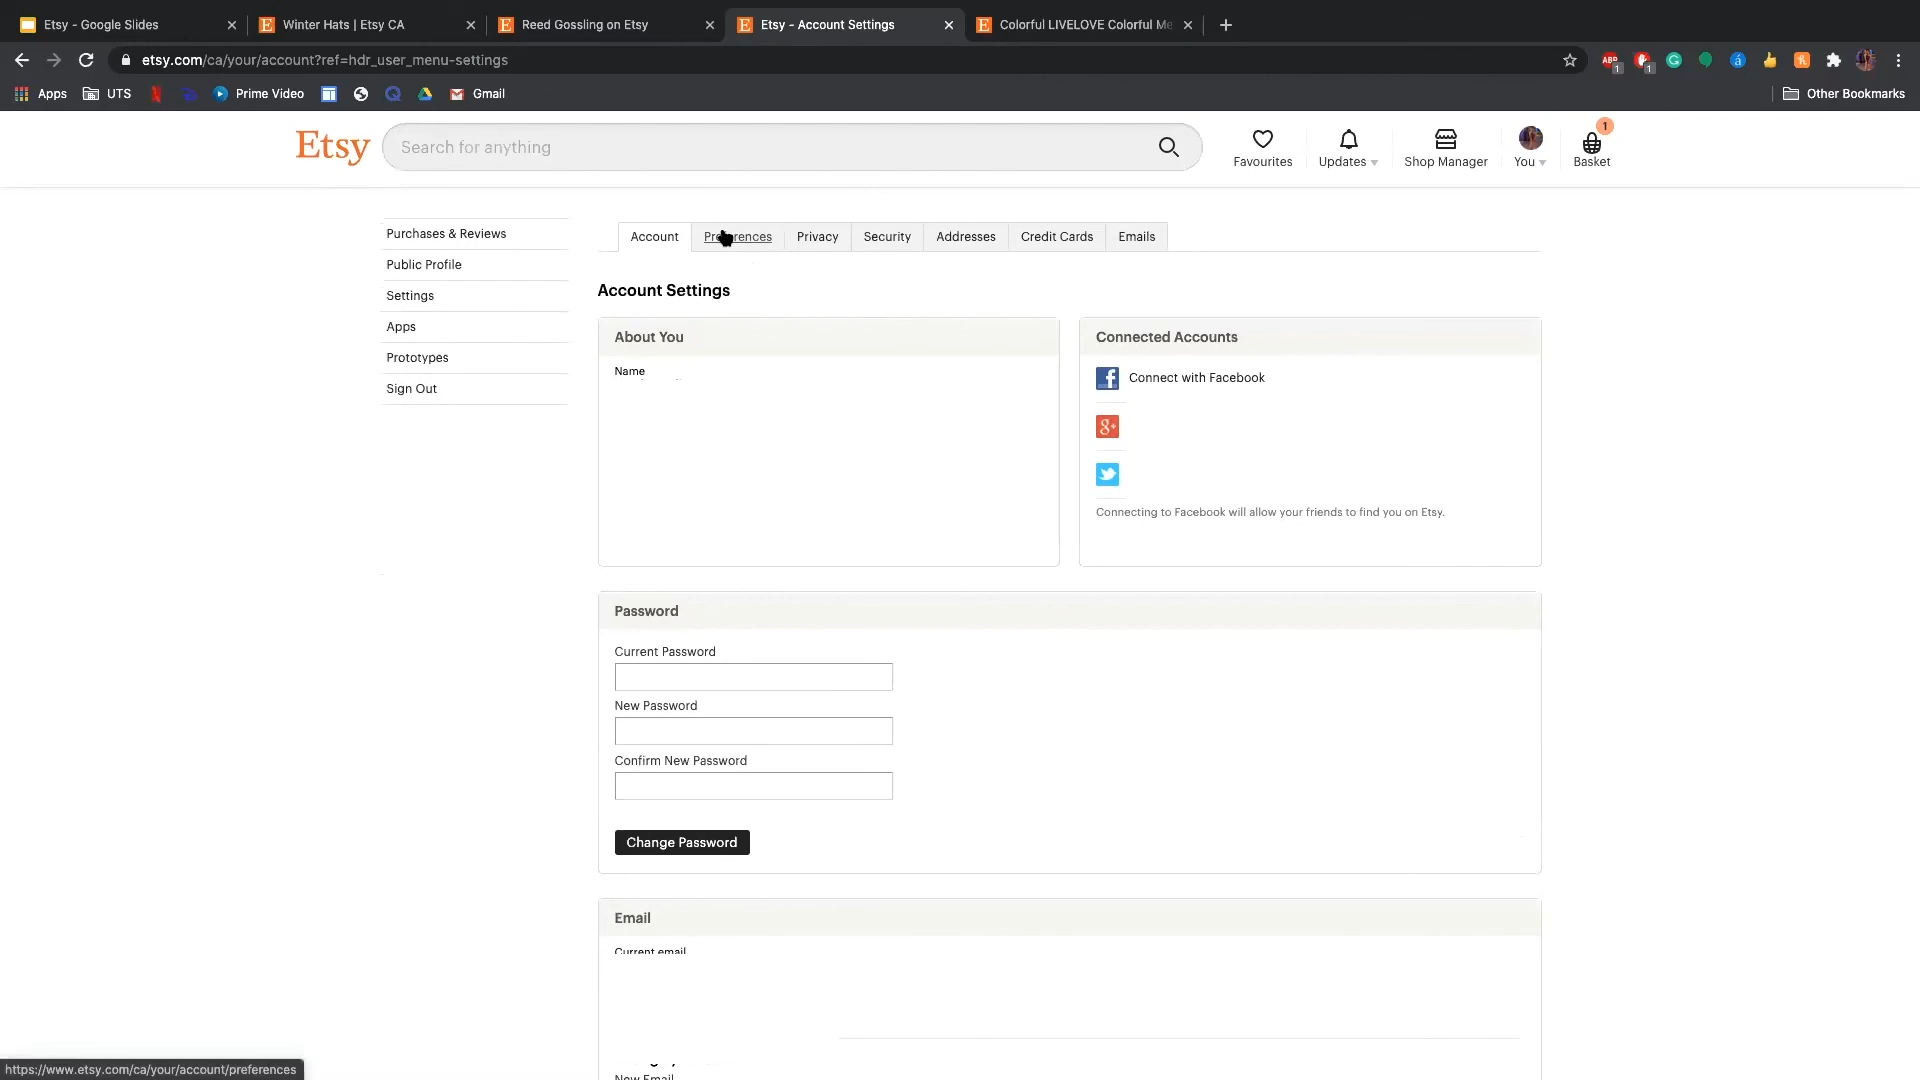 Etsy - Google Slides
Winter Hats | Etsy CA
Reed Gossling on Etsy
Etsy - Account Settings
Colorful LIVELOVE Colorful Me
etsy.com/ca/your/account?ref=hdr_user_menu-settings
ABP
1
1
Apps
UTS
Prime Video
Gmail
Other Bookmarks
Etsy
Search for anything
Favourites
Updates
Shop Manager
You
1
Basket
Purchases & Reviews
Public Profile
Settings
Apps
Prototypes
Sign Out
Account
Preferences
Privacy
Security
Addresses
Credit Cards
Emails
Account Settings
About You
Name
Connected Accounts
Connect with Facebook
Connecting to Facebook will allow your friends to find you on Etsy.
Password
Current Password
New Password
Confirm New Password
Change Password
Email
Current email
New Email
https://www.etsy.com/ca/your/account/preferences